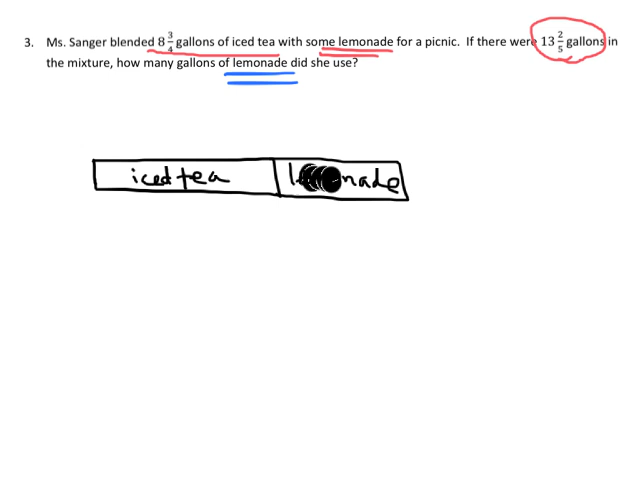 3. Ms. Sanger blended 8 3/4 gallons of iced tea with some lemonade for a picnic. If there were 13 2/5 gallons in
the mixture, how many gallons of lemonade did she use?
iced tea